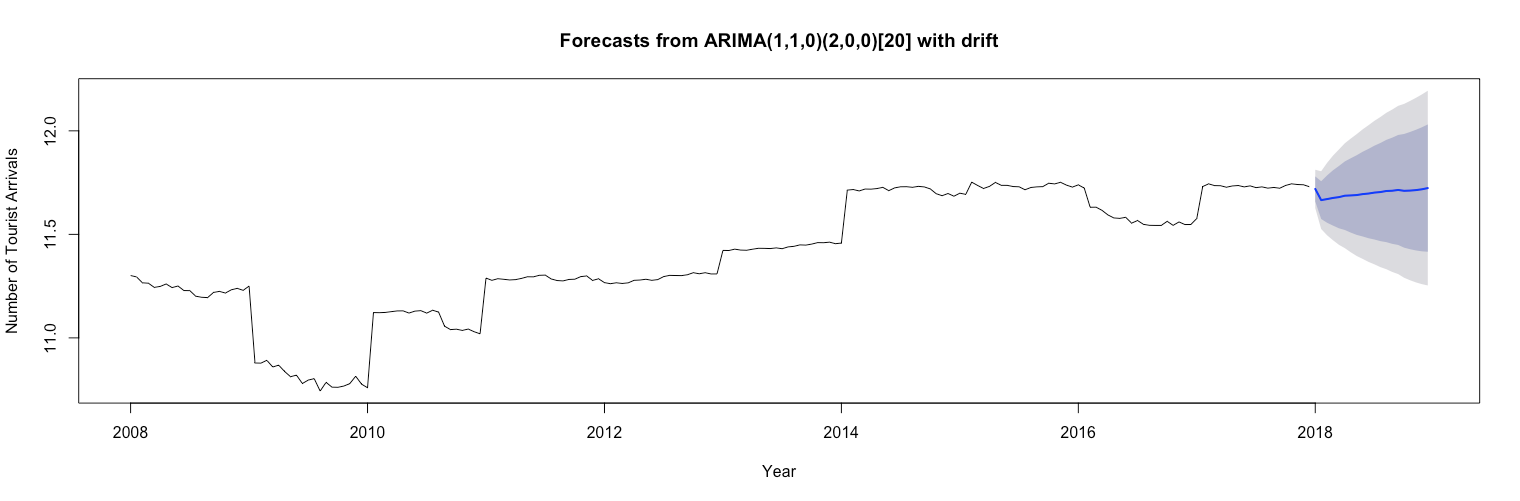 Forecasts from ARIMA(1,1,0)(2,0,0)[20] with drift
Number of Tourist Arrivals
12.0
11.5
11.0
2008 2010 2012 2014 2016 2018
Year